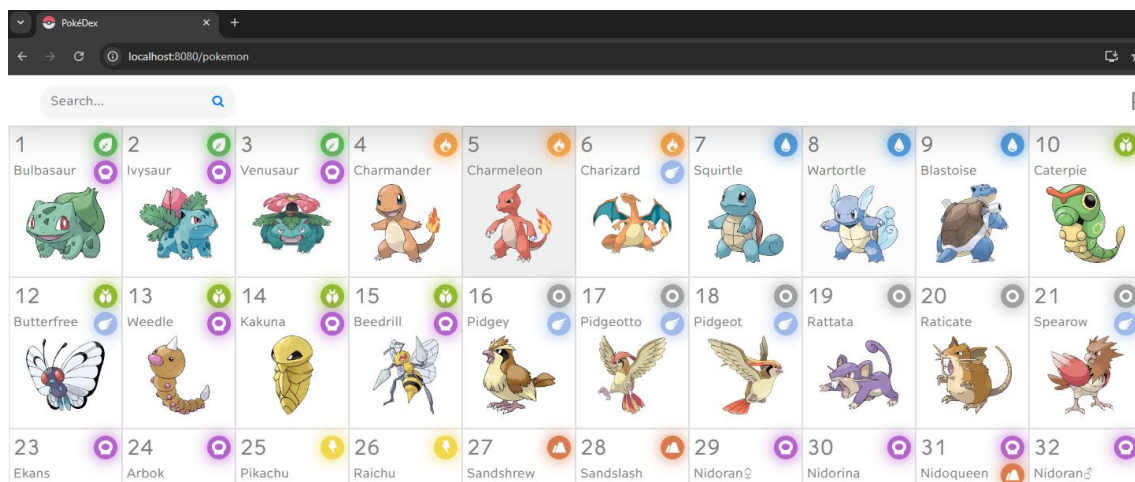 PokéDex
localhost:8080/pokemon
Search...
1 2 3 4 5 6 7 8 9 10
Bulbasaur Ivysaur Venusaur Charmander Charmeleon Charizard Squirtle Wartortle Blastoise Caterpie
12 13 14 15 16 17 18 19 20 21
Butterfree Weedle Kakuna Beedrill Pidgey Pidgeotto Pidgeot Rattata Raticate Spearow
23 24 25 26 27 28 29 30 31 32
Ekans Arbok Pikachu Raichu Sandshrew Sandslash Nidoran♀ Nidorina Nidoqueen Nidoran♂